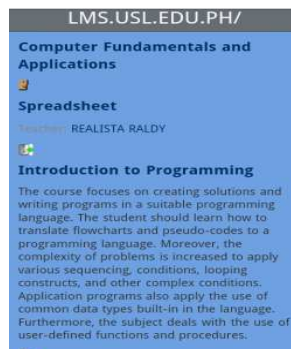 LMS.USL.EDU.PH/
Computer Fundamentals and
Applications
Spreadsheet
Teacher: REALISTA RALDY
Introduction to Programming
The course focuses on creating solutions and
writing programs in a suitable programming
language. The student should learn how to
translate flowcharts and pseudo-codes to a
programming language. Moreover, the
complexity of problems is increased to apply
various sequencing, conditions, looping
constructs, and other complex conditions.
Application programs also apply the use of
common data types built-in in the language.
Furthermore, the subject deals with the use of
user-defined functions and procedures.